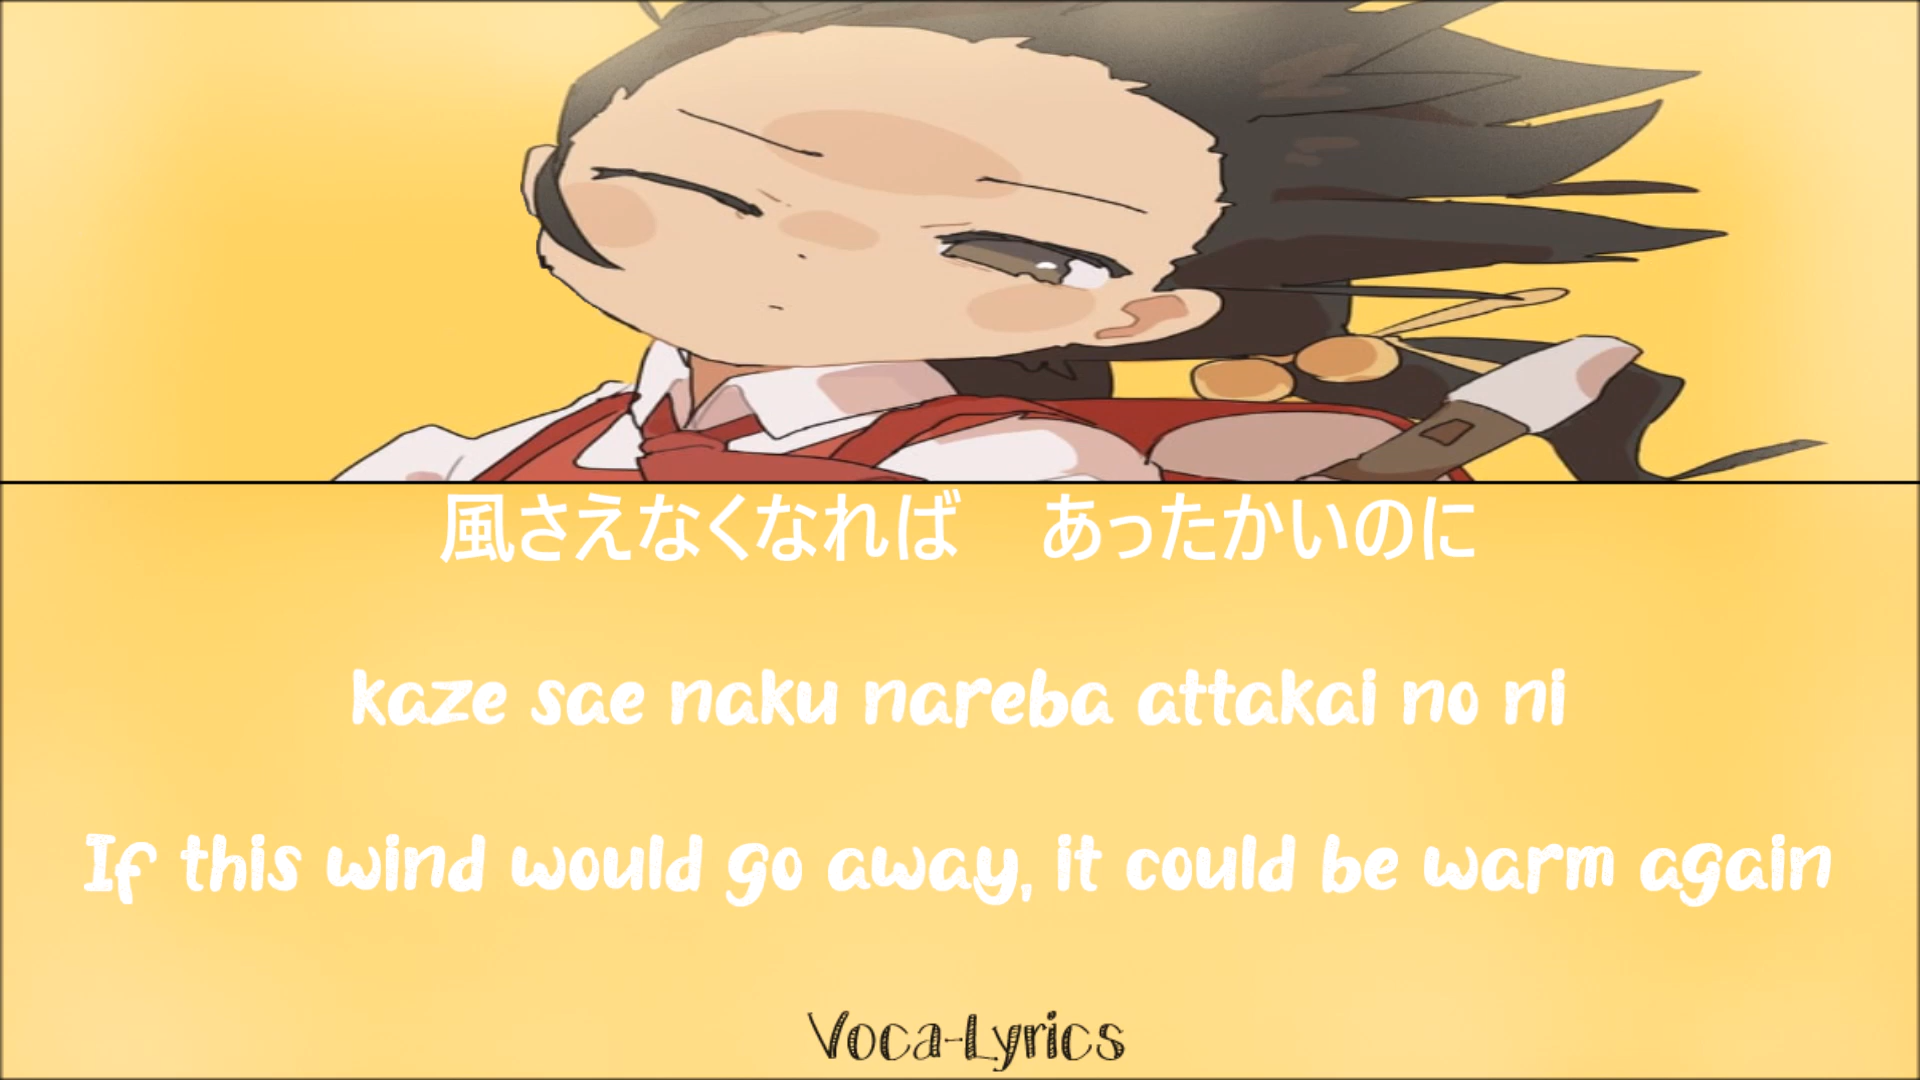 風さえなくなれば　あったかいのに
kaze sae naku nareba attakai no ni
If this wind would go away, it could be warm again
Voca-Lyrics